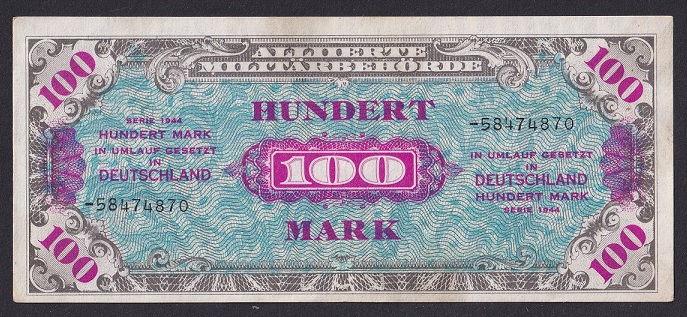 ALLIIERTE
MILITÄRBEHÖRDE
100
100
HUNDERT
SERIE 1944
HUNDERT MARK
IN UMLAUF GESETZT
IN
DEUTSCHLAND
-58474870
100
-58474870
IN UMLAUF GESETZT
IN
DEUTSCHLAND
HUNDERT MARK
SERIE 1944
MARK
100
100